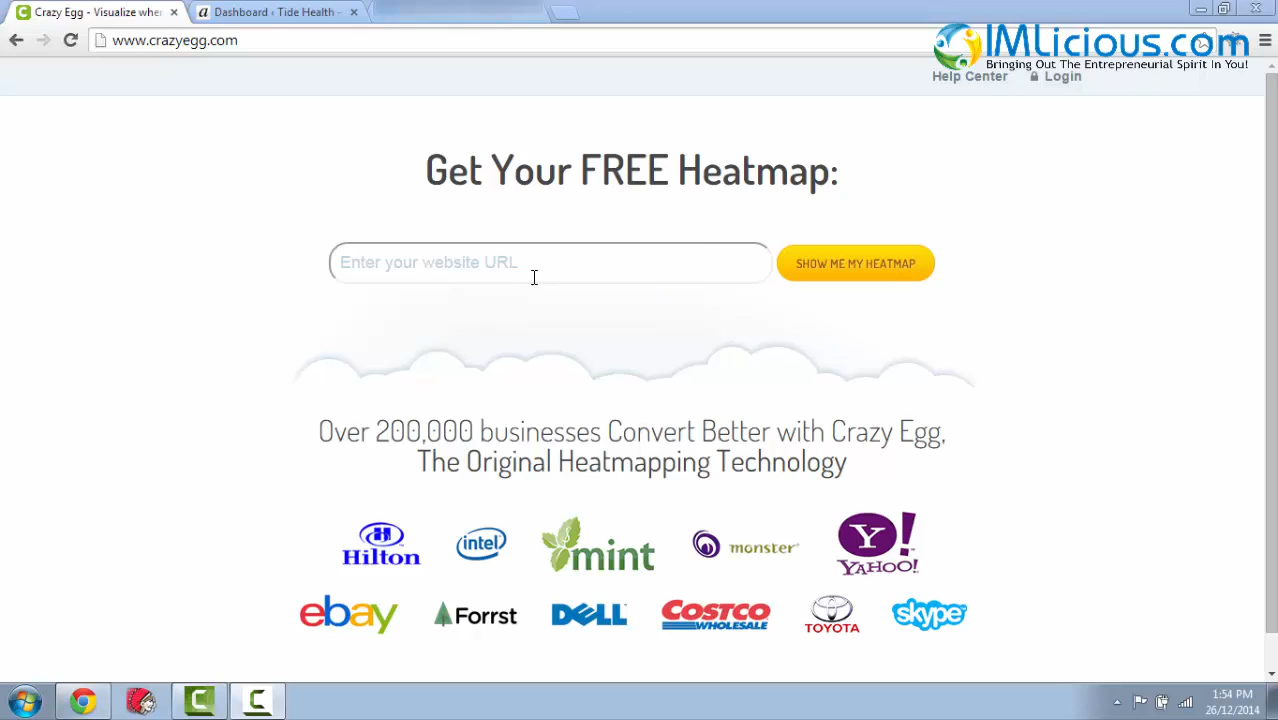 Crazy Egg - Visualize wher
Dashboard ‹ Tide Health –
www.crazyegg.com
IMLicious.com
Bringing Out The Entrepreneurial Spirit In You!
Help Center
Login
Get Your FREE Heatmap:
Enter your website URL
SHOW ME MY HEATMAP
Over 200,000 businesses Convert Better with Crazy Egg,
The Original Heatmapping Technology
Hilton
intel
mint
monster
Y!
YAHOO!
ebay
Forrst
DELL
COSTCO
WHOLESALE
TOYOTA
skype
1:54 PM
26/12/2014